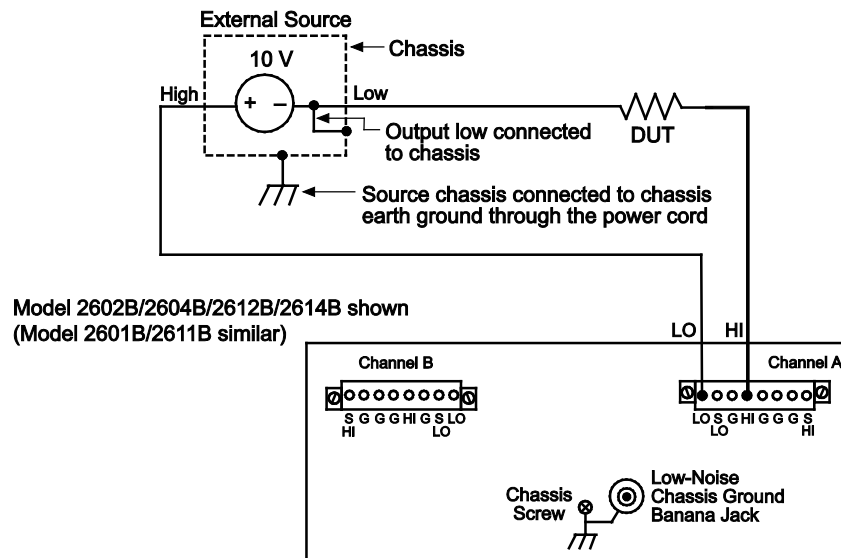 External Source
Chassis
10 V
High
+ −
Low
DUT
Output low connected
to chassis
Source chassis connected to chassis
earth ground through the power cord
Model 2602B/2604B/2612B/2614B shown
(Model 2601B/2611B similar)
LO HI
Channel B
Channel A
S G G G HI G S LO
HI LO
LO S G HI G G G S
LO HI
Chassis
Screw
Low-Noise
Chassis Ground
Banana Jack